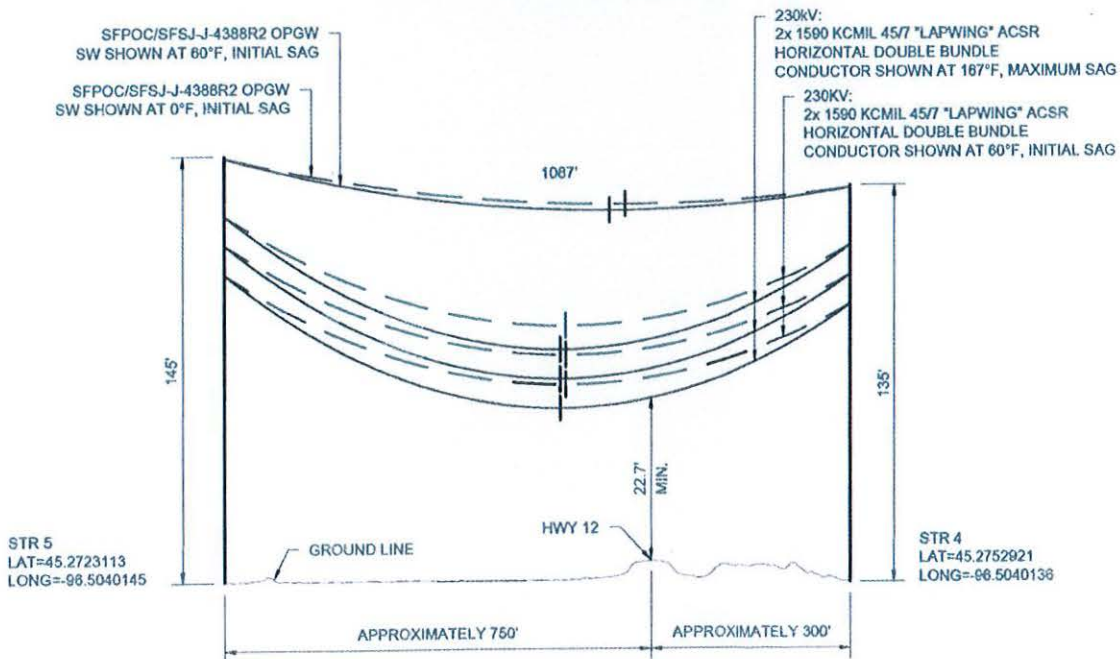 SFPOC/SFSJ-J-4388R2 OPGW
SW SHOWN AT 60°F, INITIAL SAG
SFPOC/SFSJ-J-4388R2 OPGW
SW SHOWN AT 0°F, INITIAL SAG
230kV:
2x 1590 KCMIL 45/7 "LAPWING" ACSR
HORIZONTAL DOUBLE BUNDLE
CONDUCTOR SHOWN AT 167°F, MAXIMUM SAG
230KV:
2x 1590 KCMIL 45/7 "LAPWING" ACSR
HORIZONTAL DOUBLE BUNDLE
CONDUCTOR SHOWN AT 60°F, INITIAL SAG
1087'
145'
135'
22.7'
MIN.
HWY 12
GROUND LINE
STR 5
LAT=45.2723113
LONG=-96.5040145
STR 4
LAT=45.2752921
LONG=-96.5040136
APPROXIMATELY 750'
APPROXIMATELY 300'